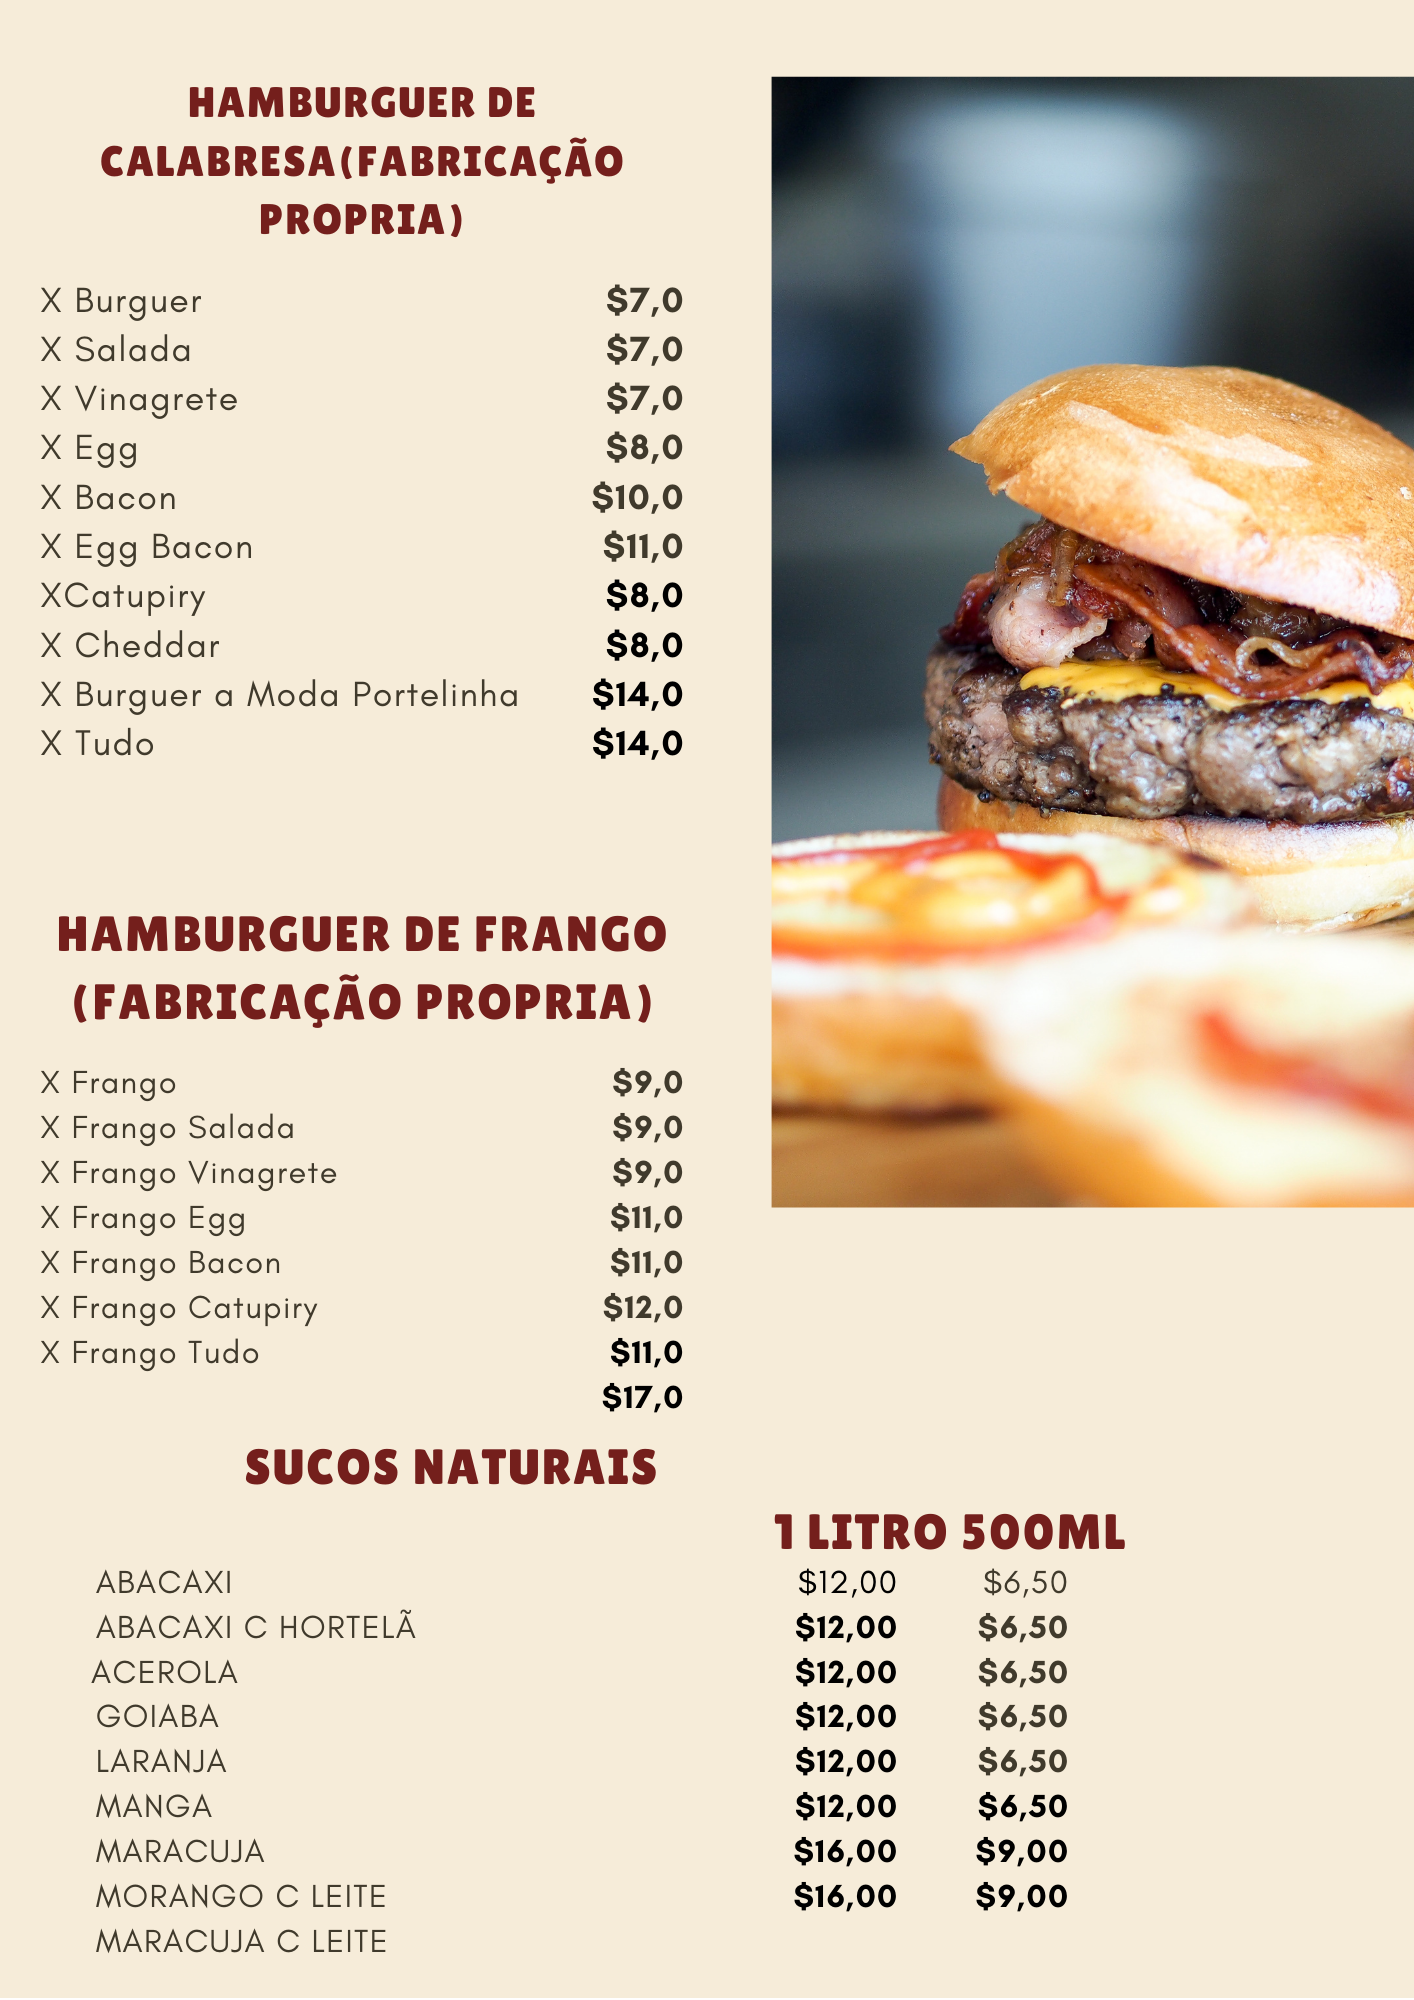 HAMBURGUER DE
CALABRESA(FABRICAÇÃO
PROPRIA)
X Burguer $7,0
X Salada $7,0
X Vinagrete $7,0
X Egg $8,0
X Bacon $10,0
X Egg Bacon $11,0
XCatupiry $8,0
X Cheddar $8,0
X Burguer a Moda Portelinha $14,0
X Tudo $14,0
HAMBURGUER DE FRANGO
(FABRICAÇÃO PROPRIA)
X Frango $9,0
X Frango Salada $9,0
X Frango Vinagrete $9,0
X Frango Egg $11,0
X Frango Bacon $11,0
X Frango Catupiry $12,0
X Frango Tudo $11,0
$17,0
SUCOS NATURAIS
1 LITRO 500ML
ABACAXI $12,00 $6,50
ABACAXI C HORTELÃ $12,00 $6,50
ACEROLA $12,00 $6,50
GOIABA $12,00 $6,50
LARANJA $12,00 $6,50
MANGA $12,00 $6,50
MARACUJA $16,00 $9,00
MORANGO C LEITE $16,00 $9,00
MARACUJA C LEITE